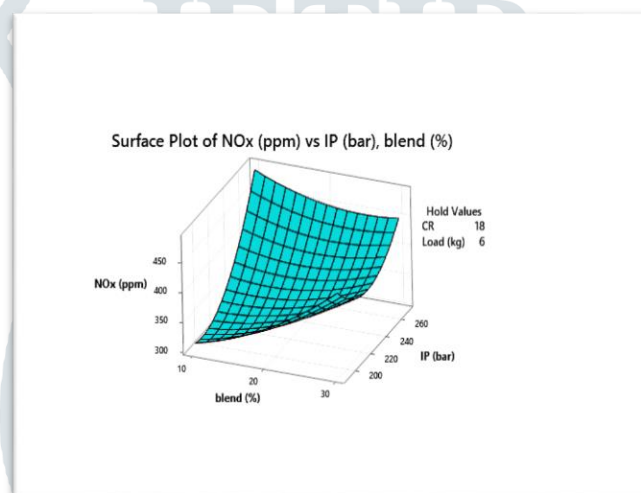 Surface Plot of NOx (ppm) vs IP (bar), blend (%)
Hold Values
CR 18
Load (kg) 6
450
NOx (ppm) 400
350
300
260
240
220
200
IP (bar)
10
20
30
blend (%)